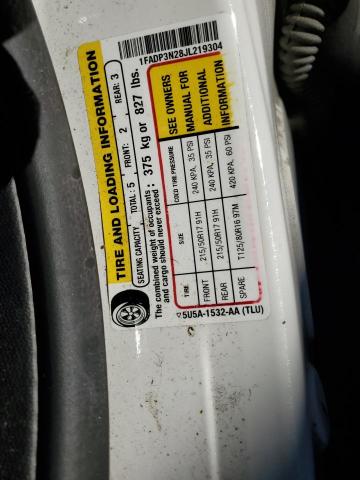 1FADP3N28JL219304
TIRE AND LOADING INFORMATION
SEATING CAPACITY TOTAL: 5 FRONT: 2 REAR: 3
The combined weight of occupants and cargo should never exceed : 375 kg or 827 lbs.
TIRE SIZE COLD TIRE PRESSURE
FRONT 215/50R17 91H 240 KPA, 35 PSI
REAR 215/50R17 91H 240 KPA, 35 PSI
SPARE T125/80R16 97M 420 KPA, 60 PSI
SEE OWNERS
MANUAL FOR
ADDITIONAL
INFORMATION
5U5A-1532-AA (TLU)